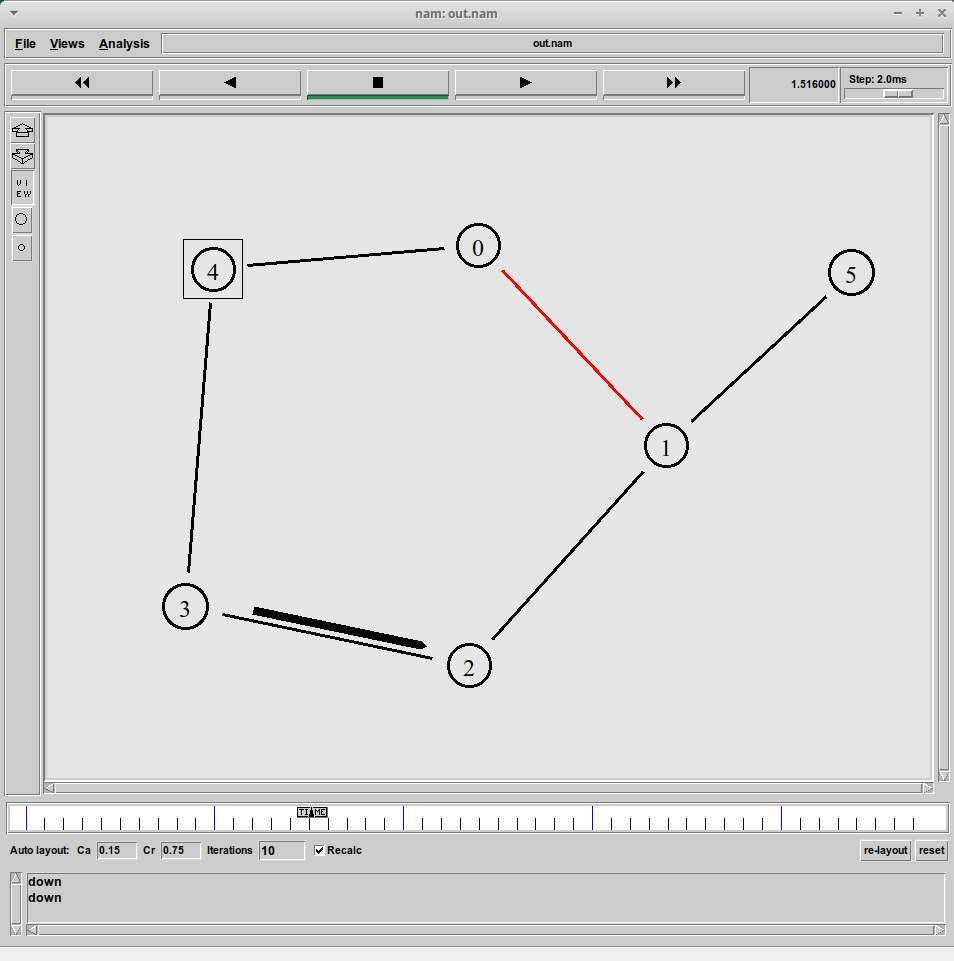 nam: out.nam
File Views Analysis out.nam
1.516000 Step: 2.0ms
V I
E W
0
4
5
1
3
2
TIME
Auto layout: Ca 0.15 Cr 0.75 Iterations 10 Recalc re-layout reset
down
down